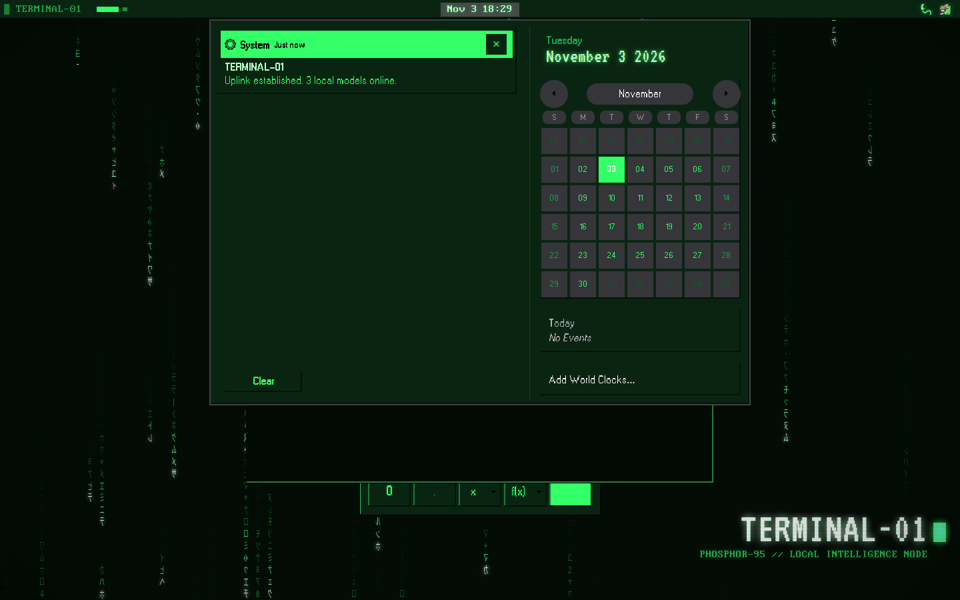 TERMINAL-01
Nov 3 18:29
System Just now
TERMINAL-01
Uplink established. 3 local models online.
Clear
Tuesday
November 3 2026
November
S M T W T F S
01 02 03 04 05 06 07
08 09 10 11 12 13 14
15 16 17 18 19 20 21
22 23 24 25 26 27 28
29 30
Today
No Events
Add World Clocks...
0 . x f(x)
TERMINAL-01
PHOSPHOR-95 // LOCAL INTELLIGENCE NODE